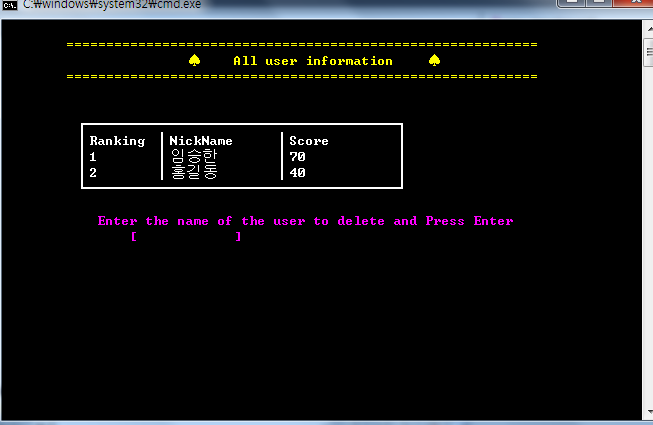 C:₩windows₩system32₩cmd.exe
===========================================================
♠ All user information ♠
===========================================================
Ranking NickName Score
1 임승한 70
2 홍길동 40
Enter the name of the user to delete and Press Enter
[ ]